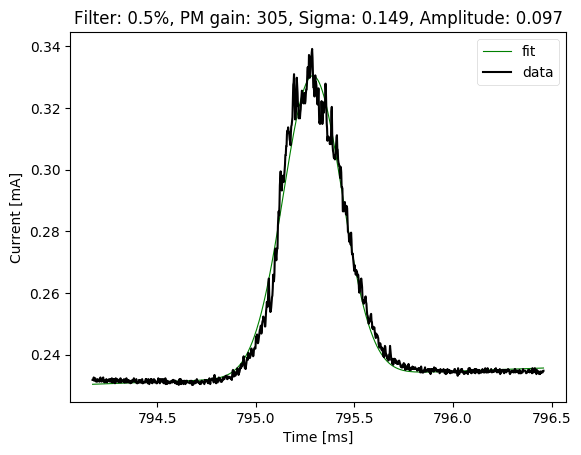 Filter: 0.5%, PM gain: 305, Sigma: 0.149, Amplitude: 0.097
fit
data
Current [mA]
0.34
0.32
0.30
0.28
0.26
0.24
794.5 795.0 795.5 796.0 796.5
Time [ms]